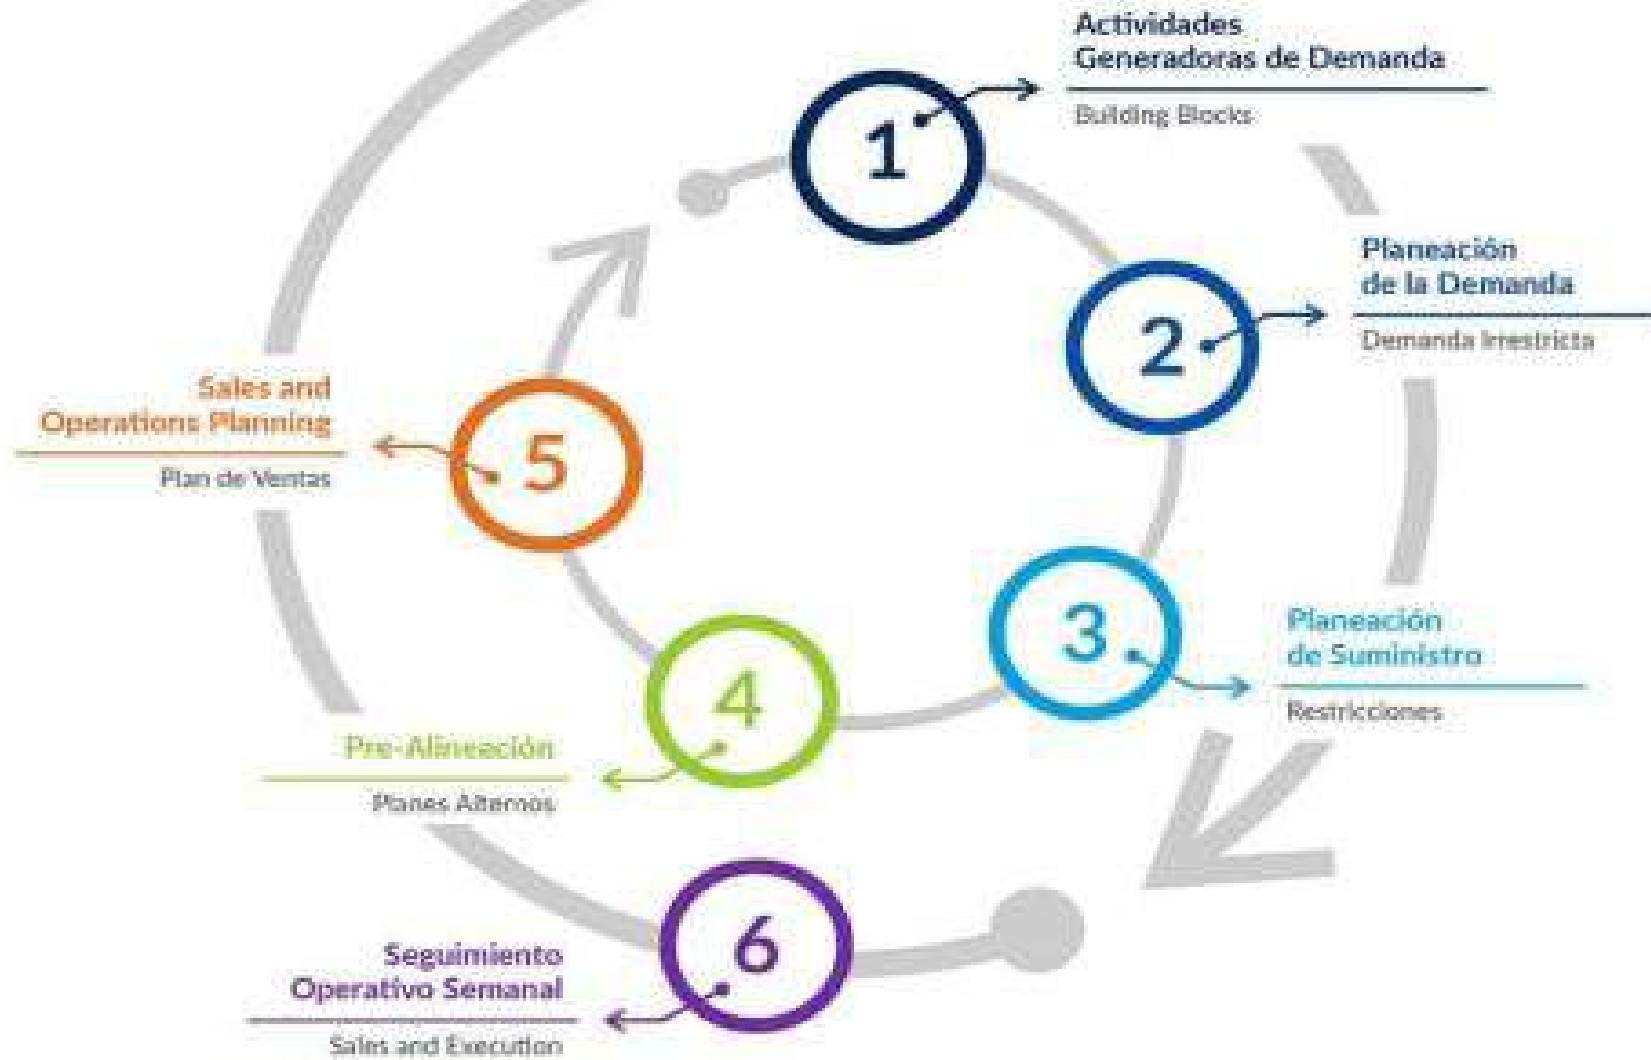 1
Actividades
Generadoras de Demanda
Building Blocks
2
Planeación
de la Demanda
Demanda Irrestricta
3
Planeación
de Suministro
Restricciones
4
Pre-Alineación
Planes Alternos
5
Sales and
Operations Planning
Plan de Ventas
6
Seguimiento
Operativo Semanal
Sales and Execution